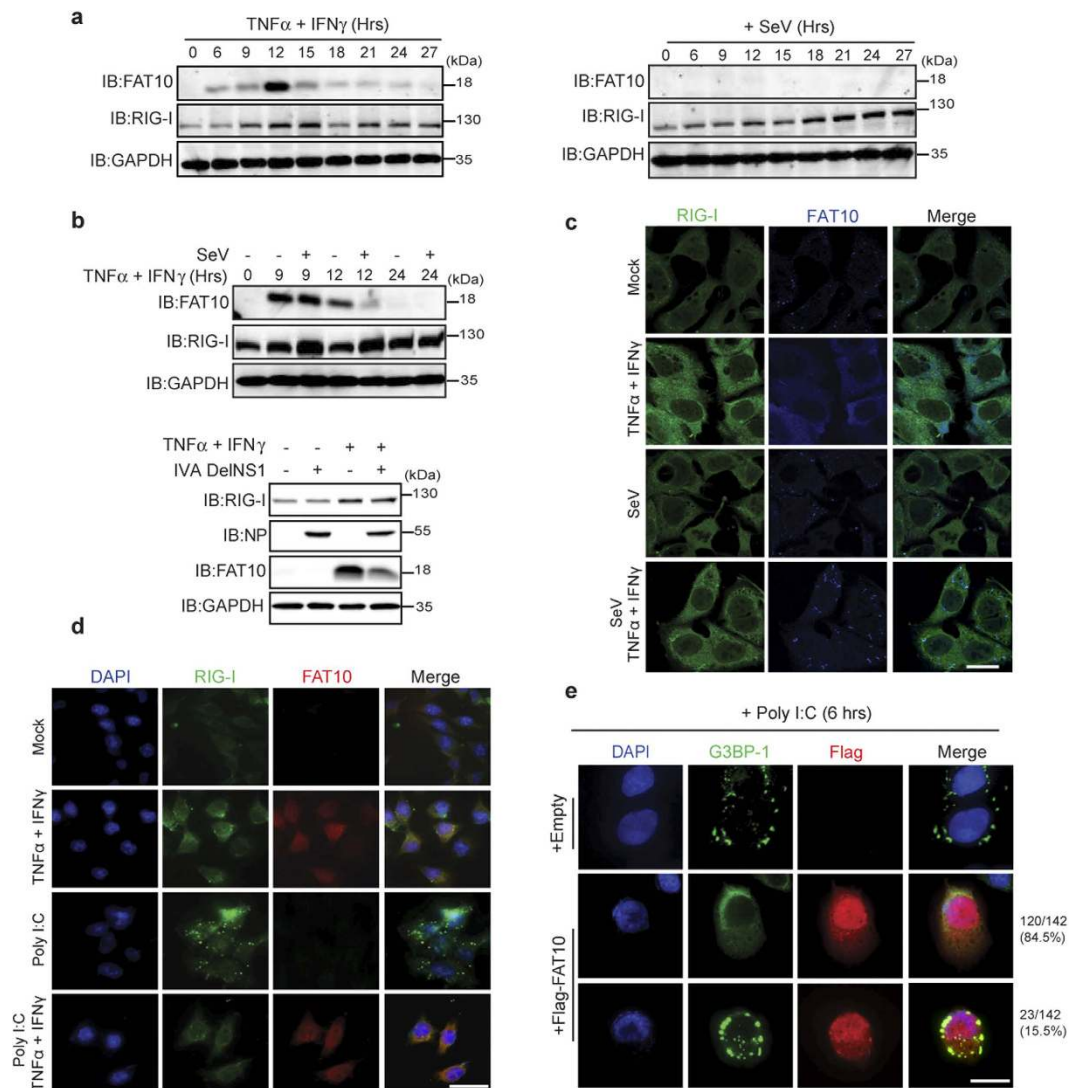 a
TNFα + IFNγ (Hrs)
0 6 9 12 15 18 21 24 27 (kDa)
IB:FAT10 18
IB:RIG-I 130
IB:GAPDH 35
+ SeV (Hrs)
0 6 9 12 15 18 21 24 27 (kDa)
IB:FAT10 18
IB:RIG-I 130
IB:GAPDH 35
b
SeV - - + - + - +
TNFα + IFNγ (Hrs) 0 9 9 12 12 24 24 (kDa)
IB:FAT10 18
IB:RIG-I 130
IB:GAPDH 35
TNFα + IFNγ - - + +
IVA DelNS1 - + - + (kDa)
IB:RIG-I 130
IB:NP 55
IB:FAT10 18
IB:GAPDH 35
c
RIG-I FAT10 Merge
Mock
TNFα + IFNγ
SeV
SeV
TNFα + IFNγ
d
DAPI RIG-I FAT10 Merge
Mock
TNFα + IFNγ
Poly I:C
Poly I:C
TNFα + IFNγ
e
+ Poly I:C (6 hrs)
DAPI G3BP-1 Flag Merge
+Empty
+Flag-FAT10
120/142
(84.5%)
23/142
(15.5%)